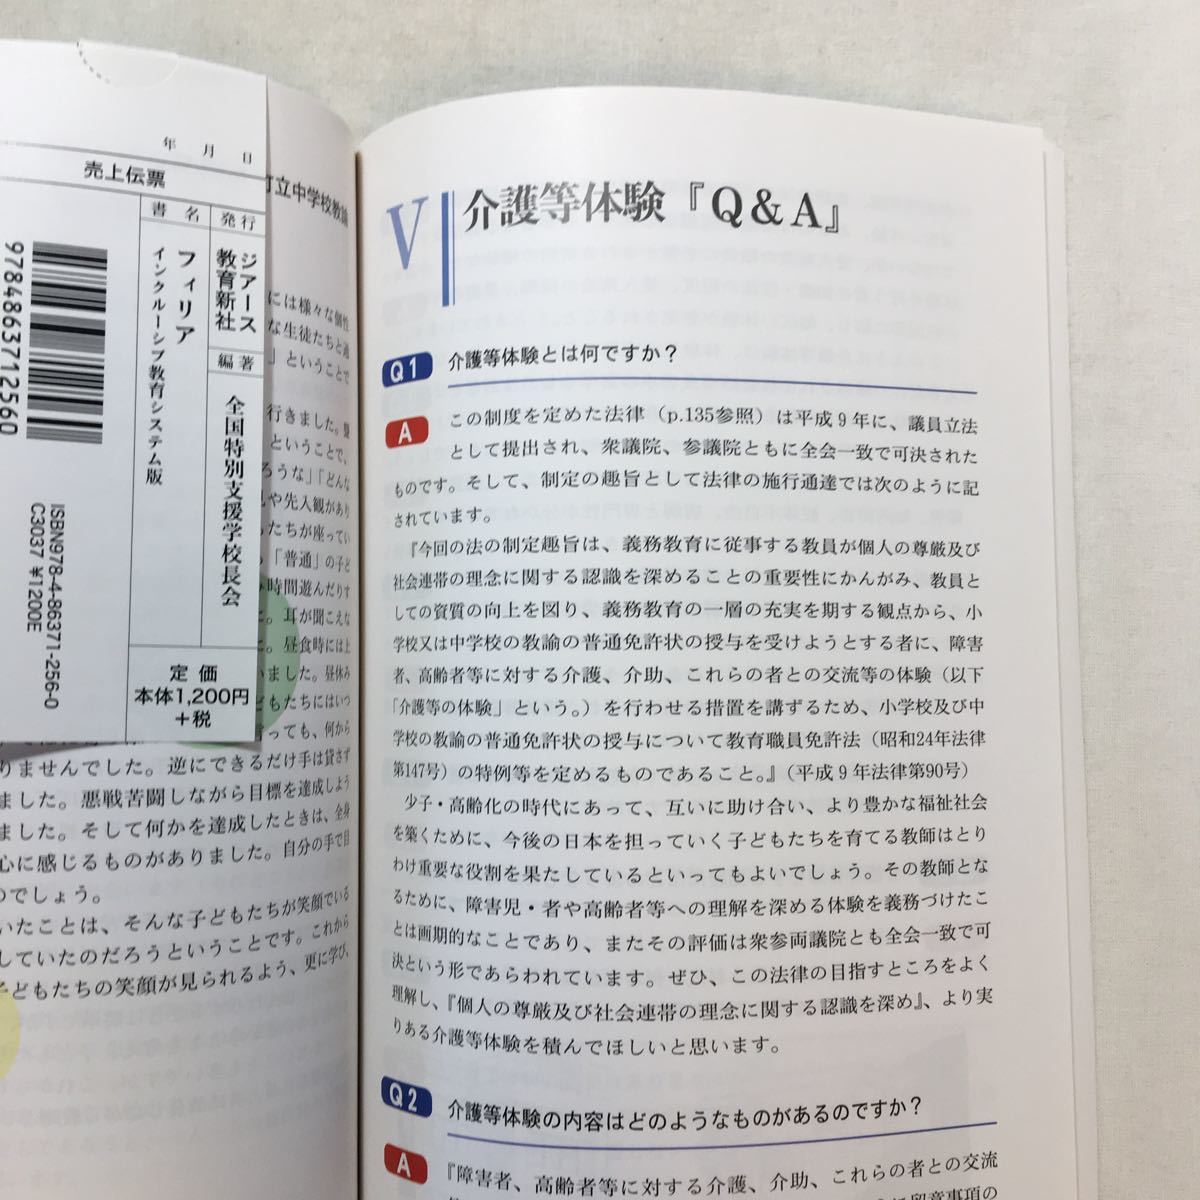 年 月 日
売上伝票
書名
フィリア
インクルーシブ教育システム版
発行
ジアース
教育新社
編著
全国特別支援学校長会
定価
本体1,200円
+税
9784863712560
ISBN978-4-86371-256-0
C3037 ¥1200E
町立中学校教諭
には様々な個性
な生徒たちと過
」ということで
行きました。
ということで、
ろうな」「どんな
や先入観があり
たちが座ってい
「普通」の子ど
時間遊んだりす
。耳が聞こえな
。昼食時には上
いました。昼休み
どもたちにはいつ
言っても、何から
りませんでした。逆にできるだけ手は貸さず
ました。悪戦苦闘しながら目標を達成しよう
ました。そして何かを達成したときは、全身
心に感じるものがありました。自分の手で目
のでしょう。
いたことは、そんな子どもたちが笑顔でいる
していたのだろうということです。これから
子どもたちの笑顔が見られるよう、更に学び、
V 介護等体験『Q&A』
Q1 介護等体験とは何ですか？
A この制度を定めた法律（p.135参照）は平成9年に、議員立法
として提出され、衆議院、参議院ともに全会一致で可決された
ものです。そして、制定の趣旨として法律の施行通達では次のように記
されています。
『今回の法の制定趣旨は、義務教育に従事する教員が個人の尊厳及び
社会連帯の理念に関する認識を深めることの重要性にかんがみ、教員と
しての資質の向上を図り、義務教育の一層の充実を期する観点から、小
学校又は中学校の教諭の普通免許状の授与を受けようとする者に、障害
者、高齢者等に対する介護、介助、これらの者との交流等の体験（以下
「介護等の体験」という。）を行わせる措置を講ずるため、小学校及び中
学校の教諭の普通免許状の授与について教育職員免許法（昭和24年法律
第147号）の特例等を定めるものであること。』（平成9年法律第90号）
少子・高齢化の時代にあって、互いに助け合い、より豊かな福祉社会
を築くために、今後の日本を担っていく子どもたちを育てる教師はとり
わけ重要な役割を果たしているといってもよいでしょう。その教師とな
るために、障害児・者や高齢者等への理解を深める体験を義務づけたこ
とは画期的なことであり、またその評価は衆参両議院とも全会一致で可
決という形であらわれています。ぜひ、この法律の目指すところをよく
理解し、『個人の尊厳及び社会連帯の理念に関する認識を深め』、より実
りある介護等体験を積んでほしいと思います。
Q2 介護等体験の内容はどのようなものがあるのですか？
A 『障害者、高齢者等に対する介護、介助、これらの者との交流
に留意事項の